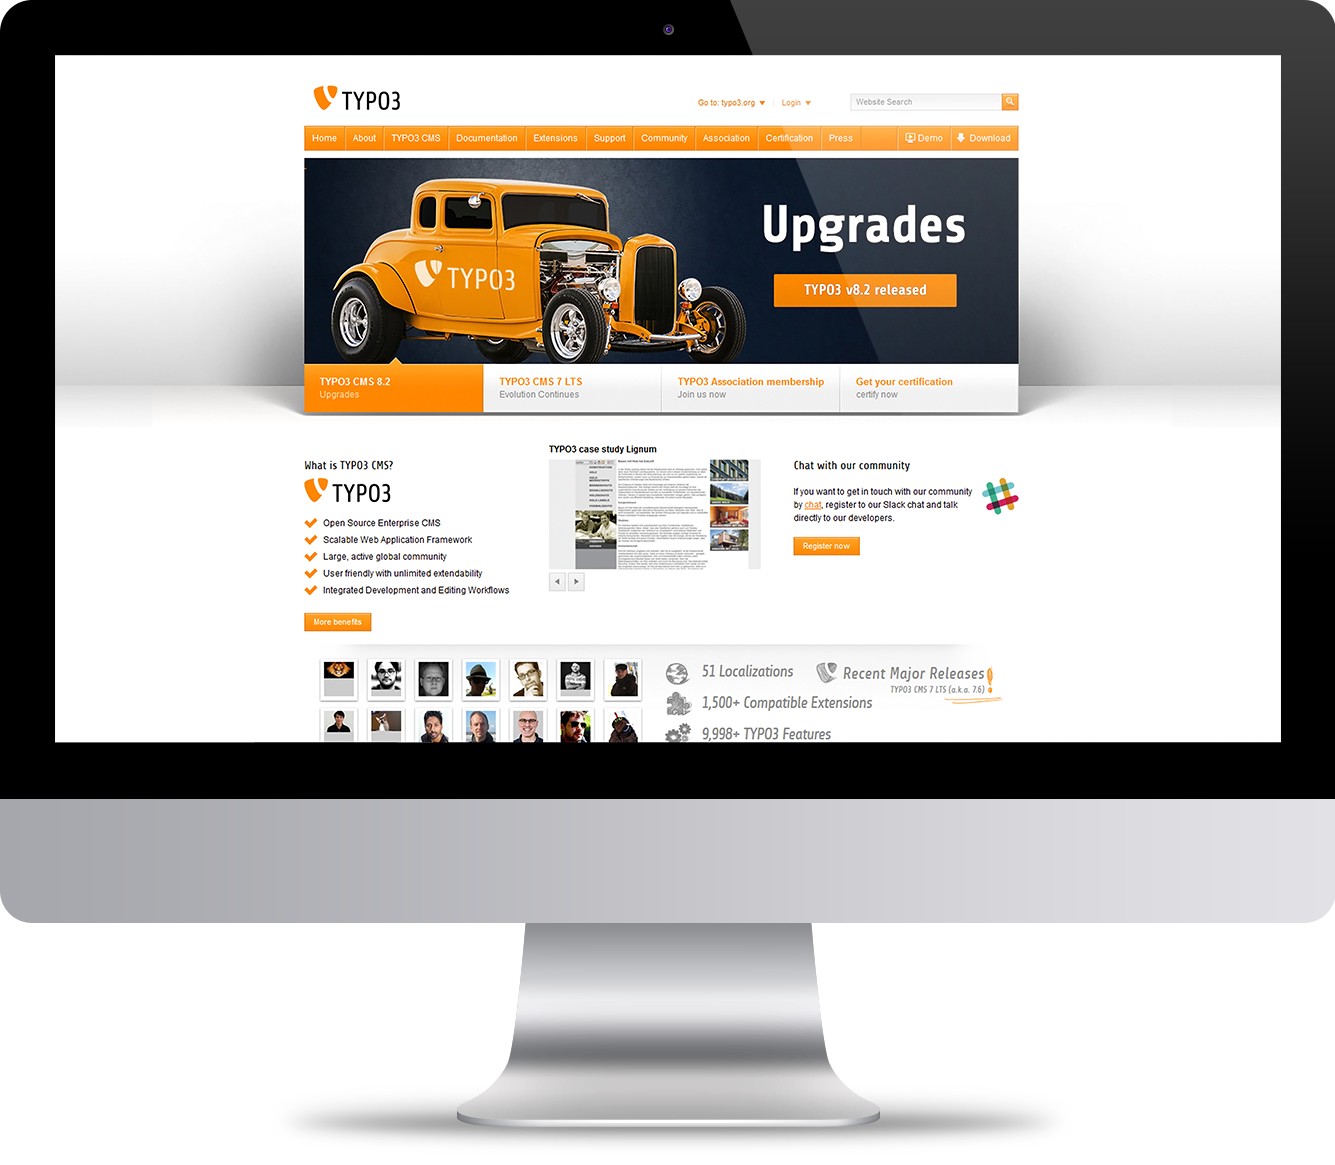 TYPO3
Go to: typo3.org
Login
Website Search
Home
About
TYPO3 CMS
Documentation
Extensions
Support
Community
Association
Certification
Press
Demo
Download
TYPO3
Upgrades
TYPO3 v8.2 released
TYPO3 CMS 8.2
Upgrades
TYPO3 CMS 7 LTS
Evolution Continues
TYPO3 Association membership
Join us now
Get your certification
certify now
What is TYPO3 CMS?
TYPO3
Open Source Enterprise CMS
Scalable Web Application Framework
Large, active global community
User friendly with unlimited extendability
Integrated Development and Editing Workflows
More benefits
TYPO3 case study Lignum
Chat with our community
If you want to get in touch with our community
by chat, register to our Slack chat and talk
directly to our developers.
Register now
51 Localizations
1,500+ Compatible Extensions
9,998+ TYPO3 Features
Recent Major Releases
TYPO3 CMS 7 LTS (a.k.a. 7.6)